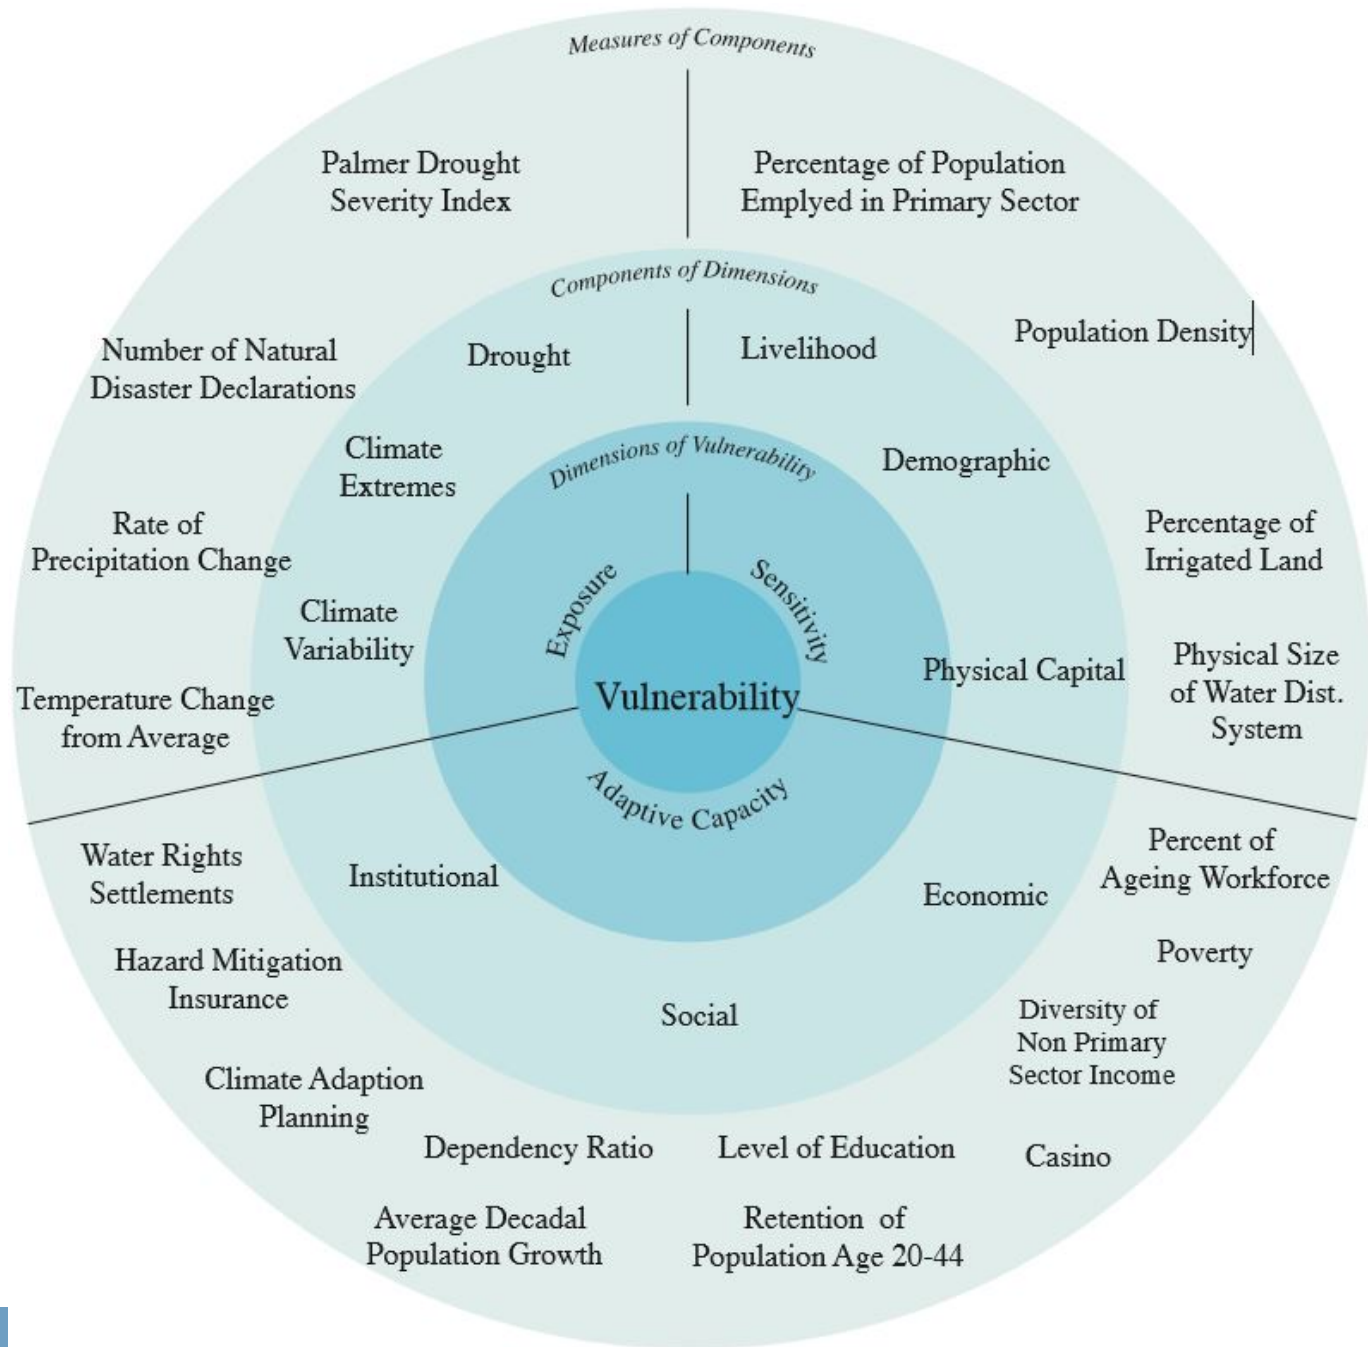 Measures of Components
Palmer Drought
Severity Index
Percentage of Population
Emplyed in Primary Sector
Components of Dimensions
Number of Natural
Disaster Declarations
Drought
Livelihood
Population Density
Climate
Extremes
Dimensions of Vulnerability
Demographic
Rate of
Precipitation Change
Percentage of
Irrigated Land
Climate
Variability
Exposure
Sensitivity
Temperature Change
from Average
Vulnerability
Physical Capital
Physical Size
of Water Dist.
System
Adaptive Capacity
Water Rights
Settlements
Institutional
Economic
Percent of
Ageing Workforce
Hazard Mitigation
Insurance
Social
Poverty
Diversity of
Non Primary
Sector Income
Climate Adaption
Planning
Dependency Ratio
Level of Education
Casino
Average Decadal
Population Growth
Retention of
Population Age 20-44